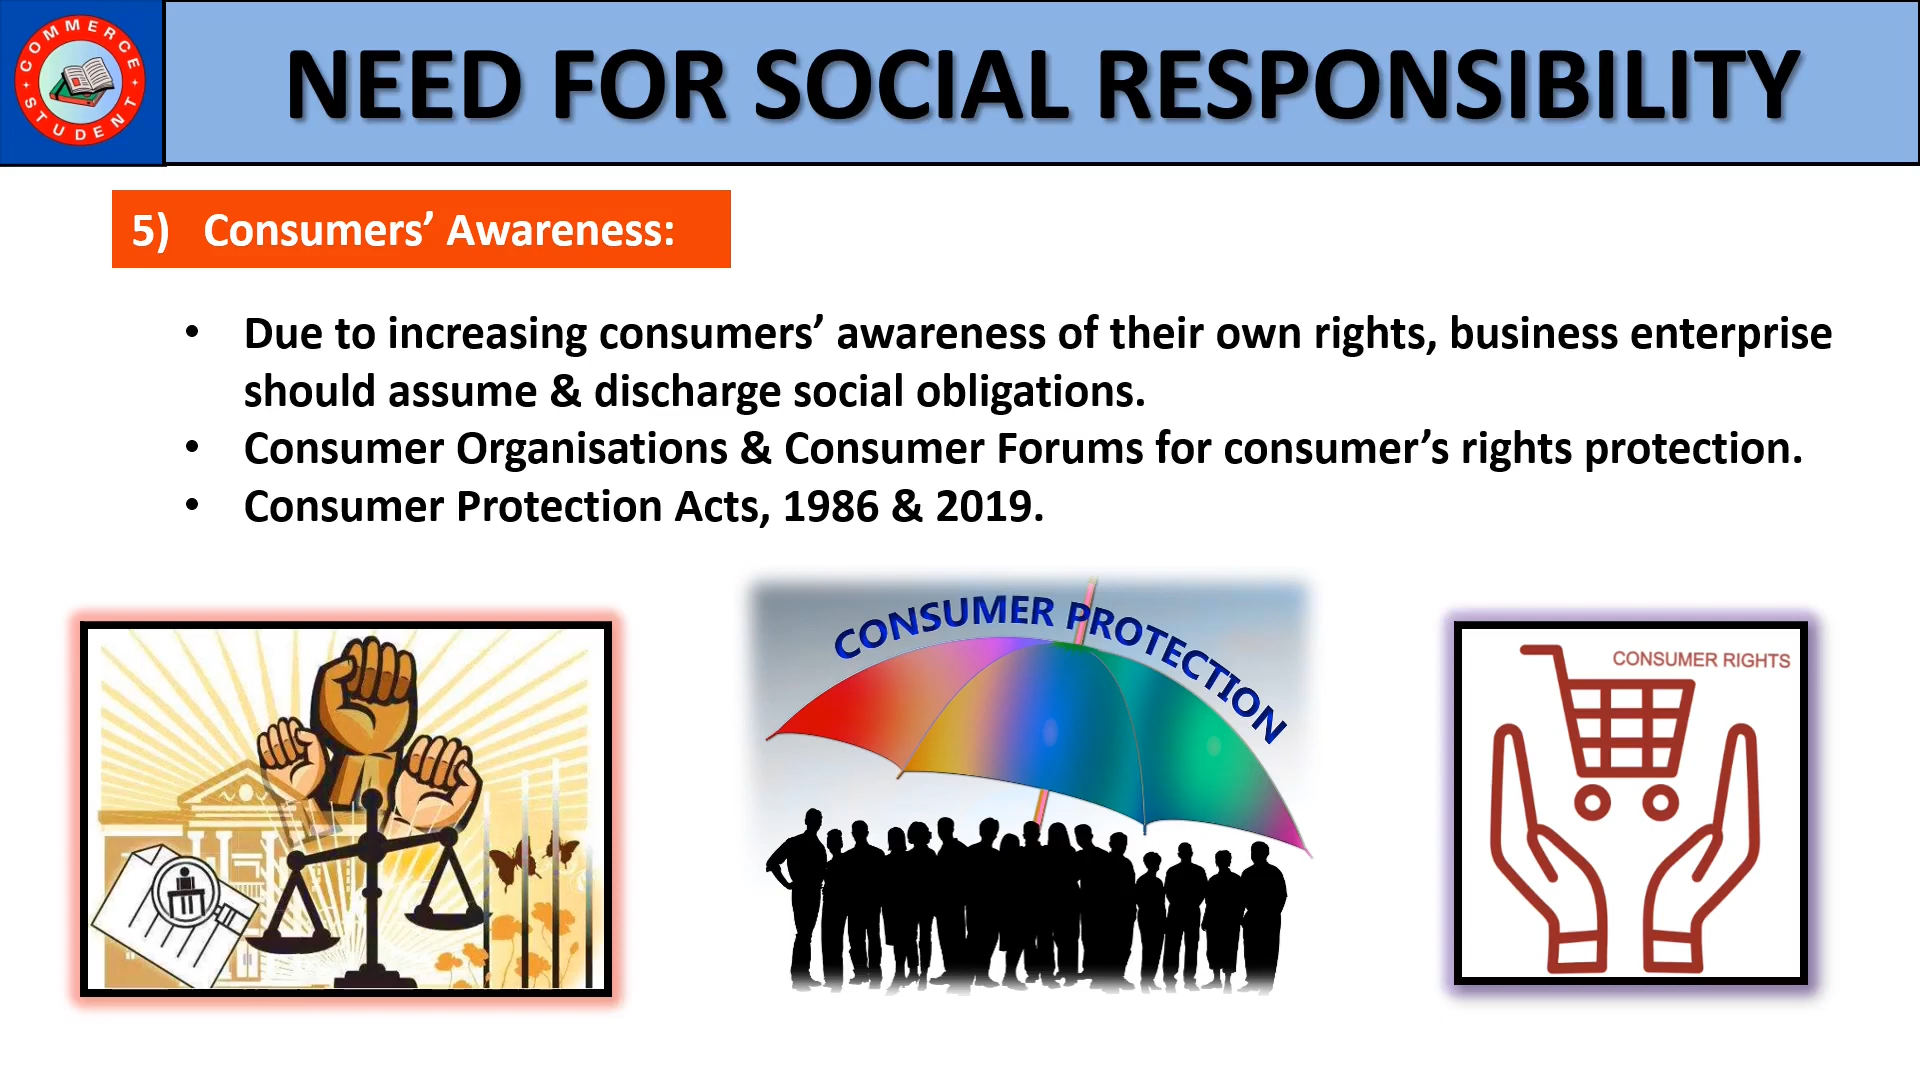 COMMERCE STUDENT
NEED FOR SOCIAL RESPONSIBILITY
5) Consumers’ Awareness:
• Due to increasing consumers’ awareness of their own rights, business enterprise
should assume & discharge social obligations.
• Consumer Organisations & Consumer Forums for consumer’s rights protection.
• Consumer Protection Acts, 1986 & 2019.
CONSUMER PROTECTION
CONSUMER RIGHTS